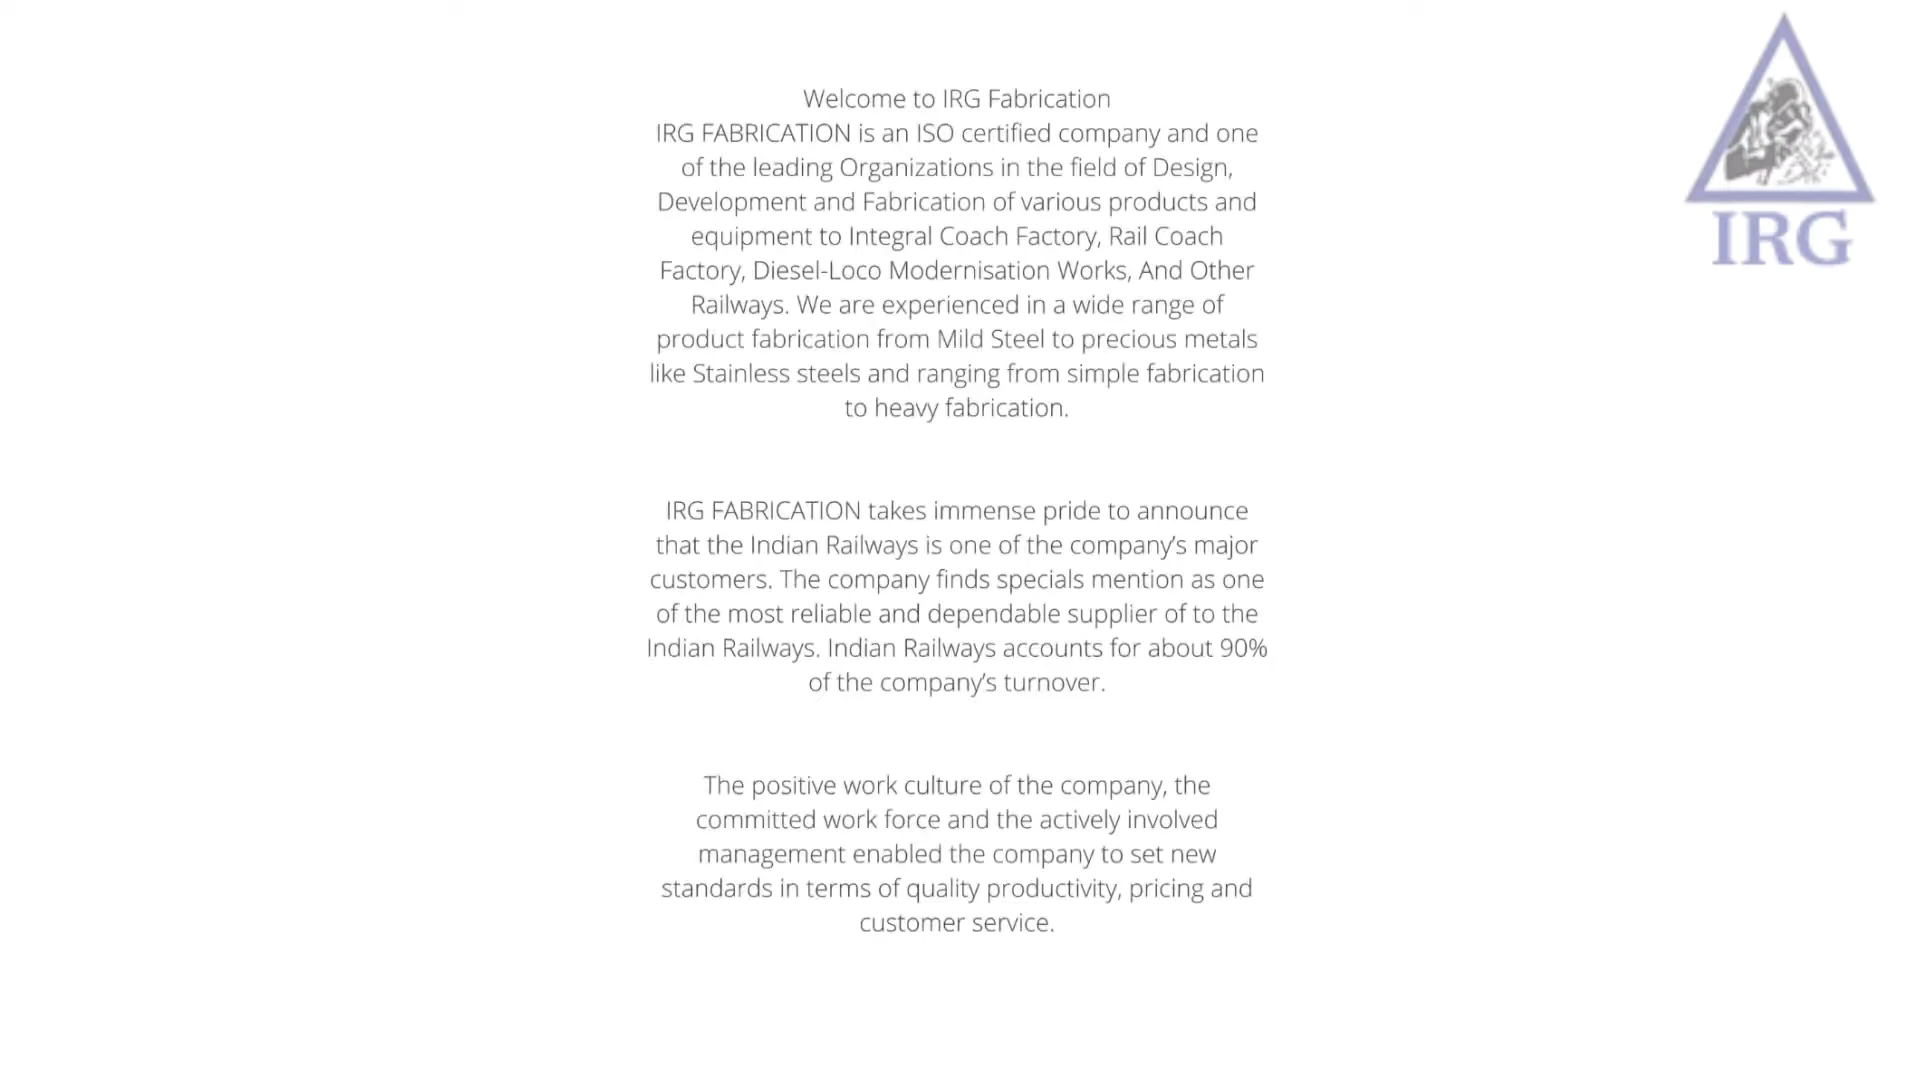 Welcome to IRG Fabrication
IRG FABRICATION is an ISO certified company and one
of the leading Organizations in the field of Design,
Development and Fabrication of various products and
equipment to Integral Coach Factory, Rail Coach
Factory, Diesel-Loco Modernisation Works, And Other
Railways. We are experienced in a wide range of
product fabrication from Mild Steel to precious metals
like Stainless steels and ranging from simple fabrication
to heavy fabrication.
IRG FABRICATION takes immense pride to announce
that the Indian Railways is one of the company’s major
customers. The company finds specials mention as one
of the most reliable and dependable supplier of to the
Indian Railways. Indian Railways accounts for about 90%
of the company’s turnover.
The positive work culture of the company, the
committed work force and the actively involved
management enabled the company to set new
standards in terms of quality productivity, pricing and
customer service.
IRG